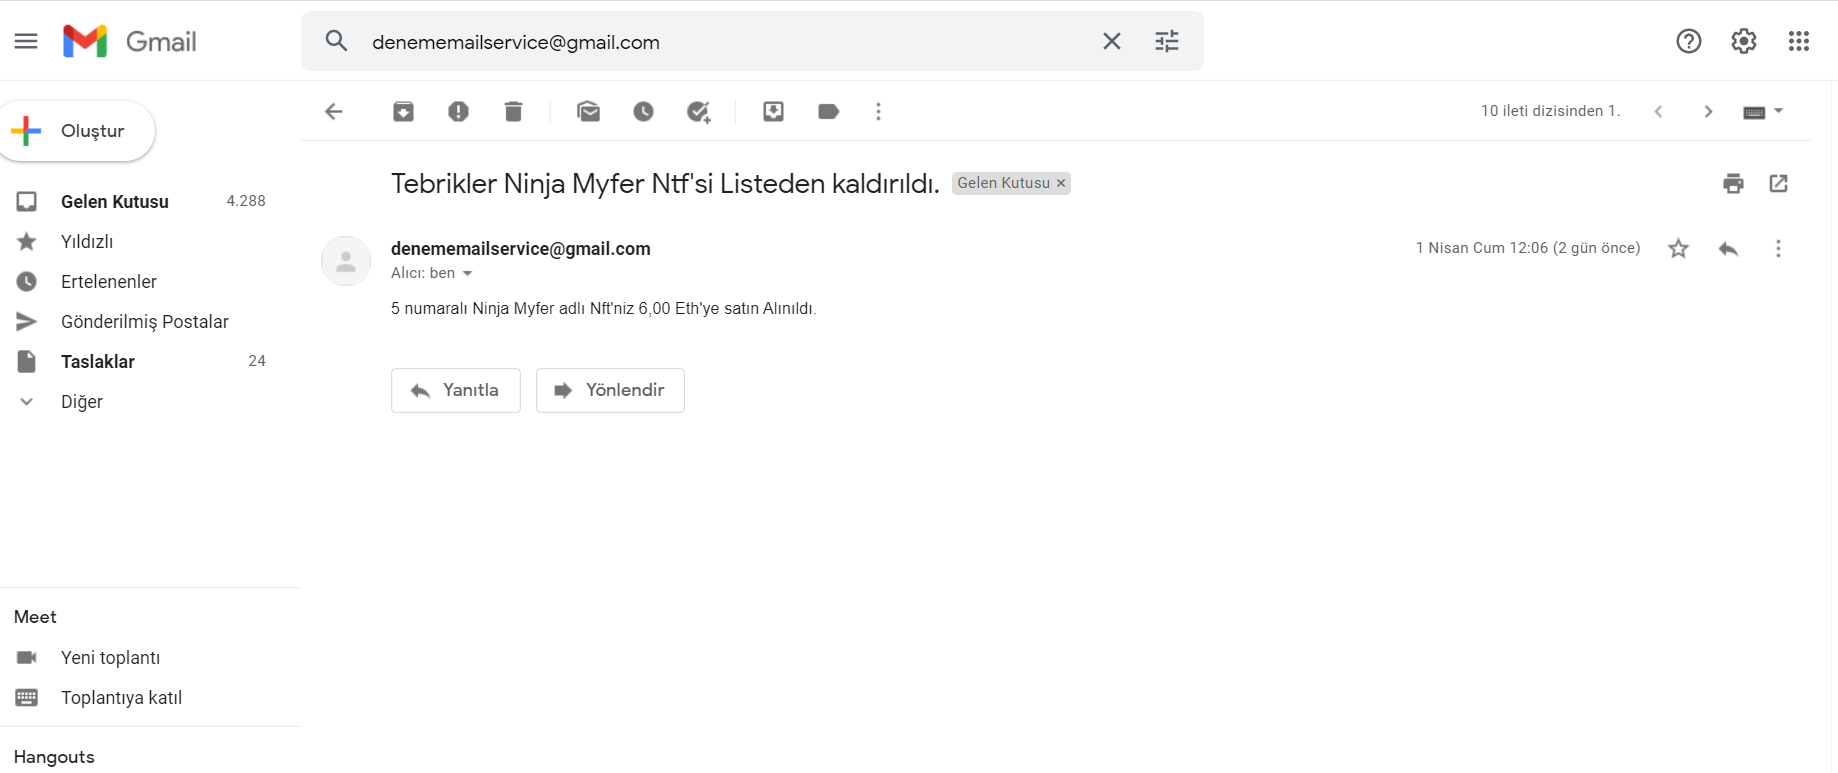 Gmail
denememailservice@gmail.com
Oluştur
10 ileti dizisinden 1.
Gelen Kutusu 4.288
Yıldızlı
Ertelenenler
Gönderilmiş Postalar
Taslaklar 24
Diğer
Tebrikler Ninja Myfer Ntf'si Listeden kaldırıldı. Gelen Kutusu ×
denememailservice@gmail.com 1 Nisan Cum 12:06 (2 gün önce)
Alıcı: ben
5 numaralı Ninja Myfer adlı Nft'niz 6,00 Eth'ye satın Alınıldı.
Yanıtla Yönlendir
Meet
Yeni toplantı
Toplantıya katıl
Hangouts